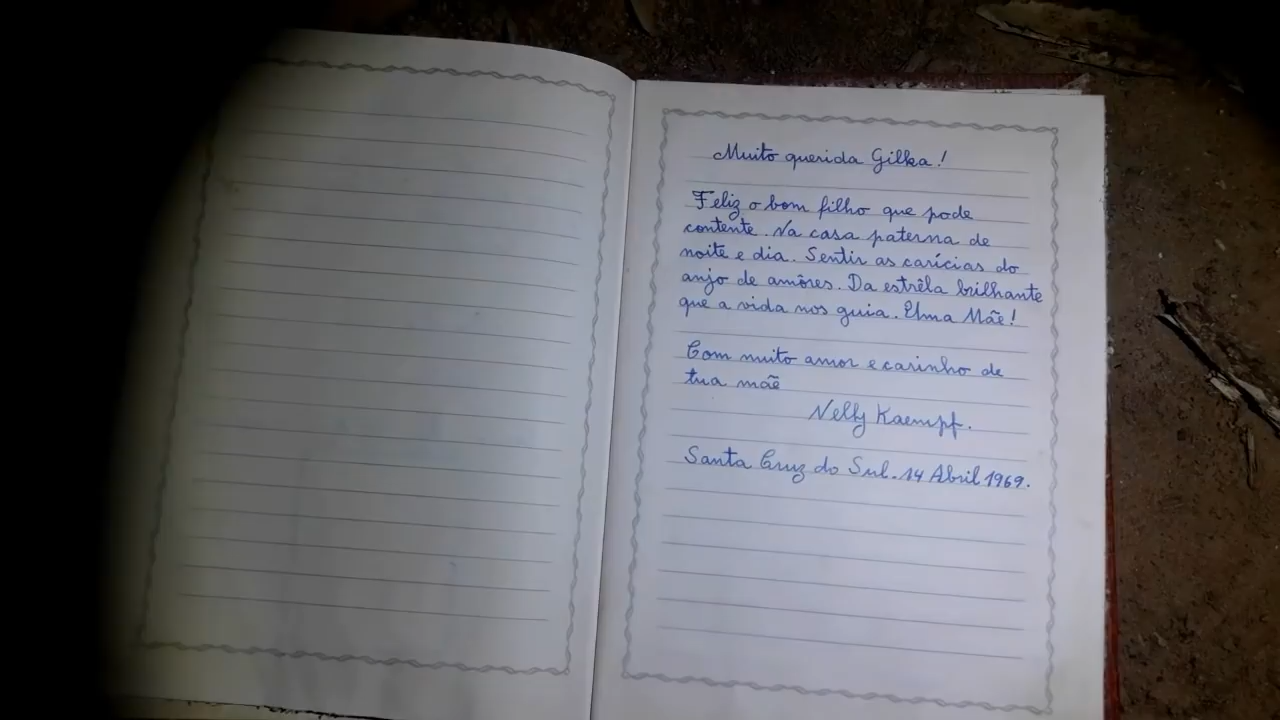 Muito querida Gilka!
Feliz o bom filho que pode
contente. Na casa paterna de
noite e dia. Sentir as carícias do
anjo de amôres. Da estrêla brilhante
que a vida nos guia. Uma Mãe!
Com muito amor e carinho de
tua mãe
Nelly Kaempf.
Santa Cruz do Sul. 14 Abril 1969.